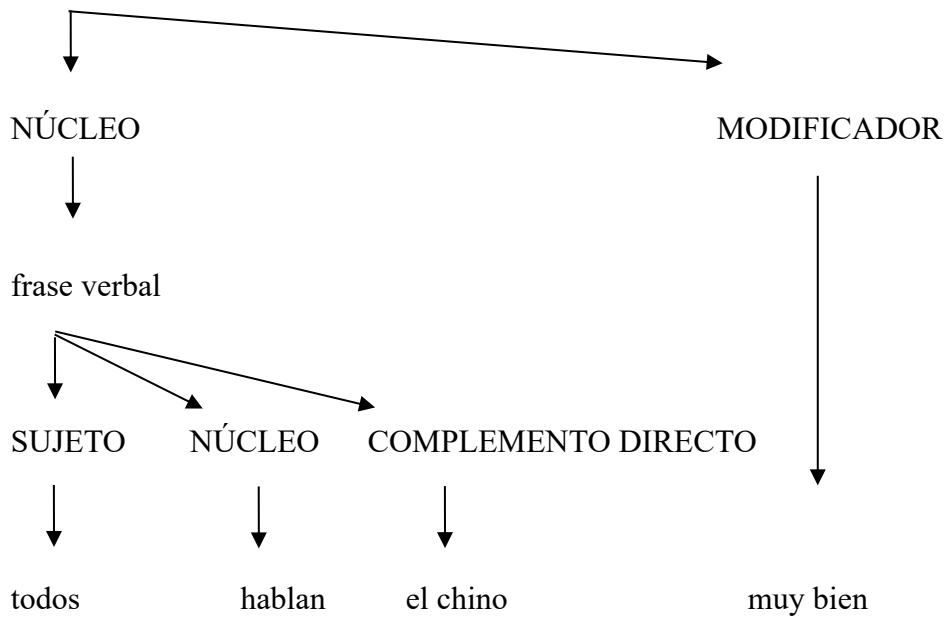 NÚCLEO MODIFICADOR
frase verbal
SUJETO NÚCLEO COMPLEMENTO DIRECTO
todos hablan el chino muy bien